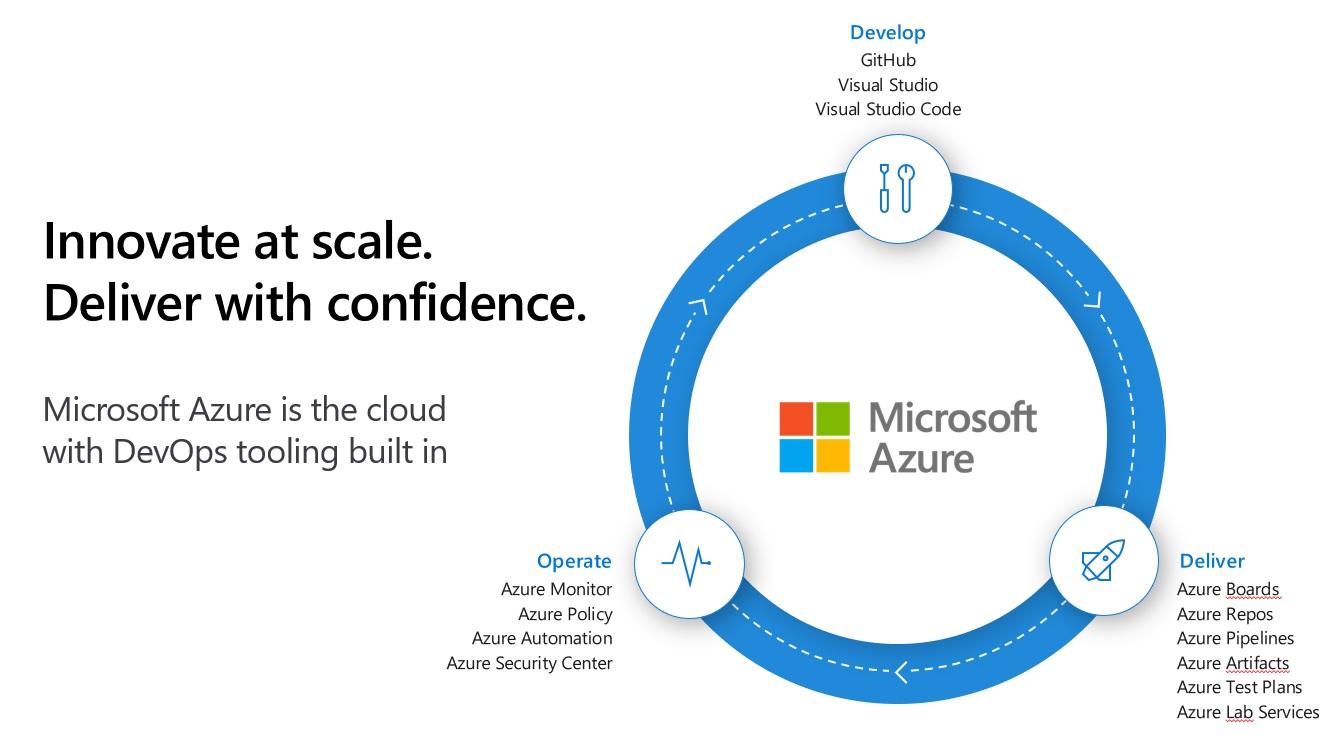 Develop
GitHub
Visual Studio
Visual Studio Code
Innovate at scale.
Deliver with confidence.
Microsoft Azure is the cloud
with DevOps tooling built in
Microsoft
Azure
Operate
Azure Monitor
Azure Policy
Azure Automation
Azure Security Center
Deliver
Azure Boards
Azure Repos
Azure Pipelines
Azure Artifacts
Azure Test Plans
Azure Lab Services